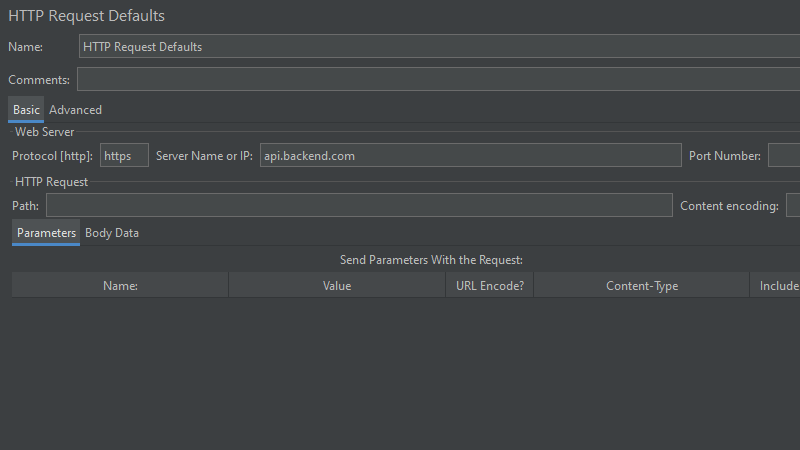 HTTP Request Defaults
Name: HTTP Request Defaults
Comments:
Basic Advanced
Web Server
Protocol [http]: https Server Name or IP: api.backend.com Port Number:
HTTP Request
Path: Content encoding:
Parameters Body Data
Send Parameters With the Request:
Name: Value URL Encode? Content-Type Include